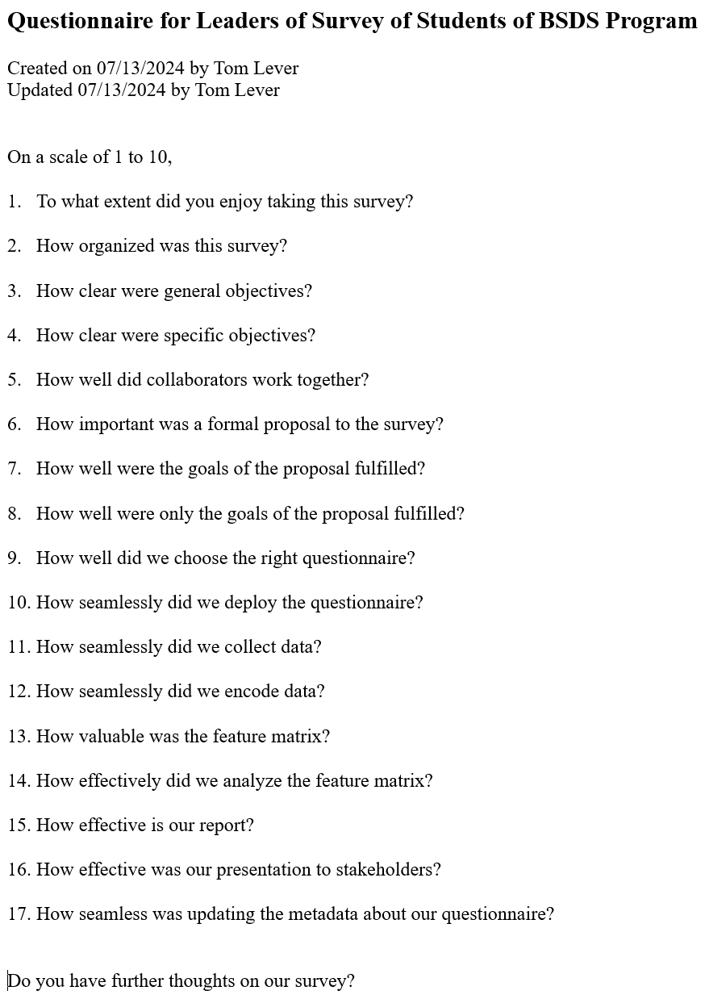 Questionnaire for Leaders of Survey of Students of BSDS Program
Created on 07/13/2024 by Tom Lever
Updated 07/13/2024 by Tom Lever
On a scale of 1 to 10,
1. To what extent did you enjoy taking this survey?
2. How organized was this survey?
3. How clear were general objectives?
4. How clear were specific objectives?
5. How well did collaborators work together?
6. How important was a formal proposal to the survey?
7. How well were the goals of the proposal fulfilled?
8. How well were only the goals of the proposal fulfilled?
9. How well did we choose the right questionnaire?
10. How seamlessly did we deploy the questionnaire?
11. How seamlessly did we collect data?
12. How seamlessly did we encode data?
13. How valuable was the feature matrix?
14. How effectively did we analyze the feature matrix?
15. How effective is our report?
16. How effective was our presentation to stakeholders?
17. How seamless was updating the metadata about our questionnaire?
Do you have further thoughts on our survey?